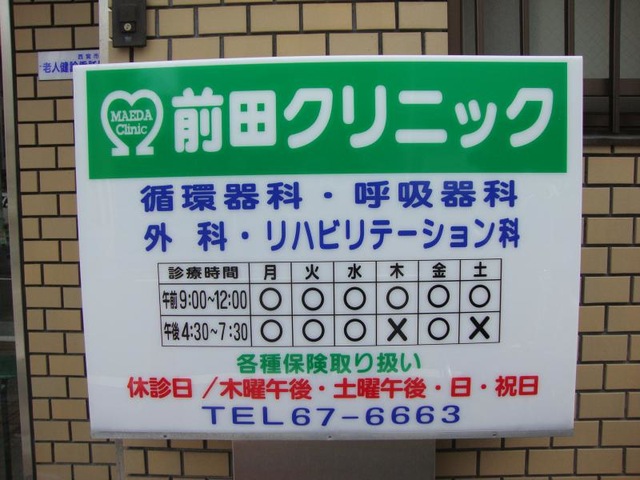 西宮市
老人健診
MAEDA
Clinic
前田クリニック
循環器科・呼吸器科
外科・リハビリテーション科
診療時間 月 火 水 木 金 土
午前9:00~12:00 ○ ○ ○ ○ ○ ○
午後4:30~7:30 ○ ○ ○ × ○ ×
各種保険取り扱い
休診日/木曜午後・土曜午後・日・祝日
TEL67-6663